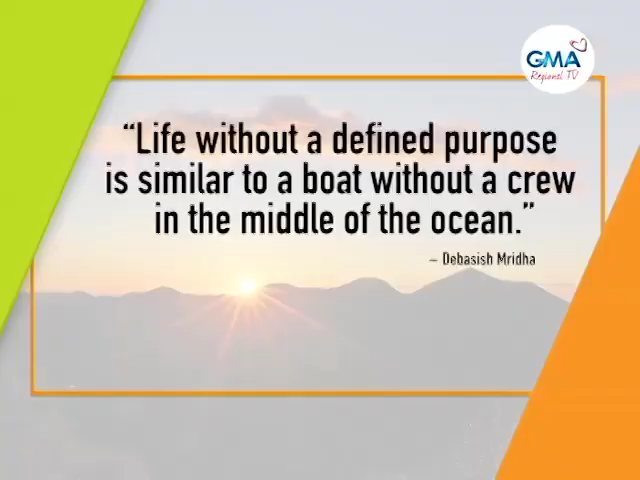 GMA
Regional TV
“Life without a defined purpose
is similar to a boat without a crew
in the middle of the ocean.”
– Debasish Mridha